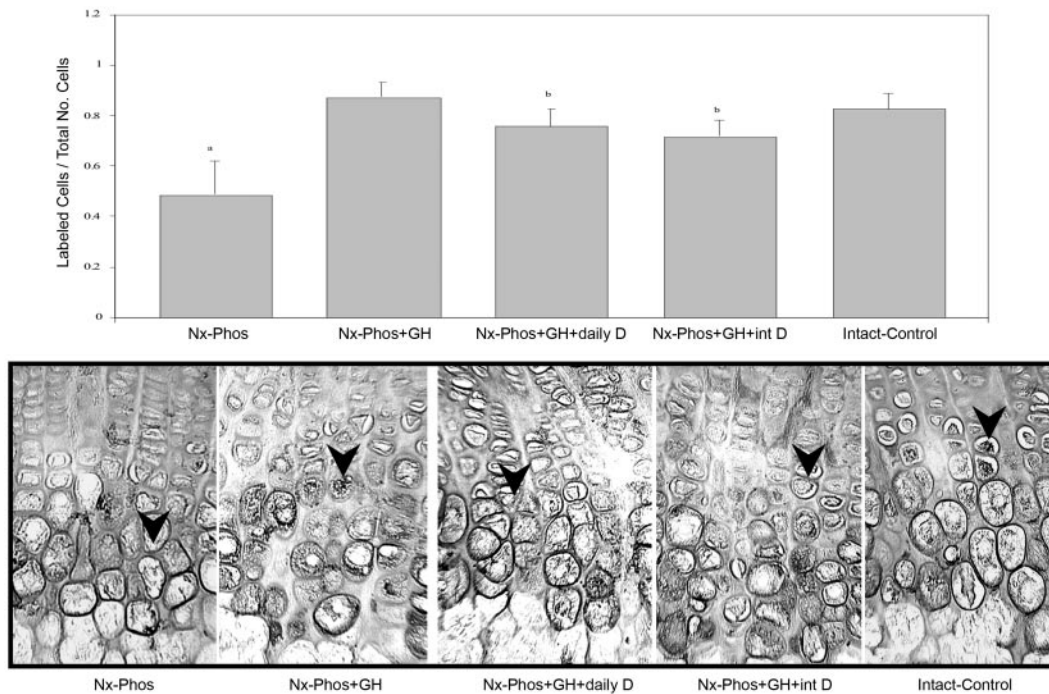 1.2
1
0.8
0.6
0.4
0.2
0
Labeled Cells / Total No. Cells
a
b
b
Nx-Phos Nx-Phos+GH Nx-Phos+GH+daily D Nx-Phos+GH+int D Intact-Control
Nx-Phos Nx-Phos+GH Nx-Phos+GH+daily D Nx-Phos+GH+int D Intact-Control